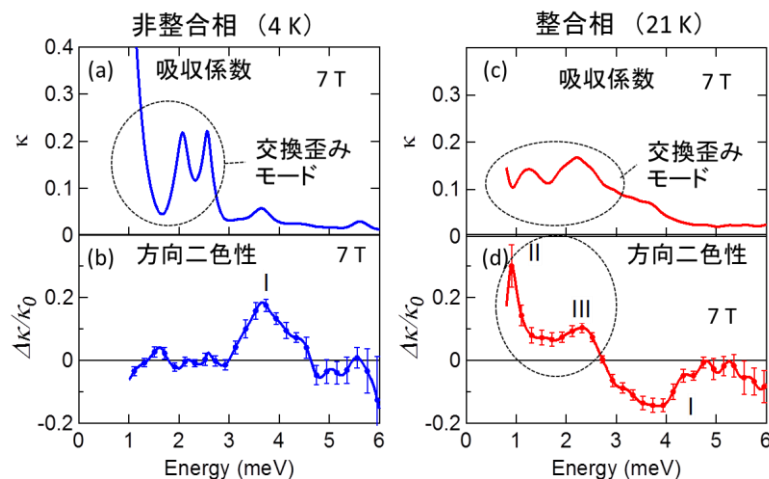 非整合相（4 K）
整合相 （21 K）
(a)
吸収係数
7 T
κ
0.4
0.3
0.2
0.1
0
交換歪み
モード
(c)
吸収係数
7 T
κ
0.4
0.3
0.2
0.1
0
交換歪み
モード
(b)
方向二色性
7 T
I
Δκ/κ0
0.2
0
-0.2
0 1 2 3 4 5 6
Energy (meV)
(d)
方向二色性
II
III
7 T
I
Δκ/κ0
0.2
0
-0.2
0 1 2 3 4 5 6
Energy (meV)